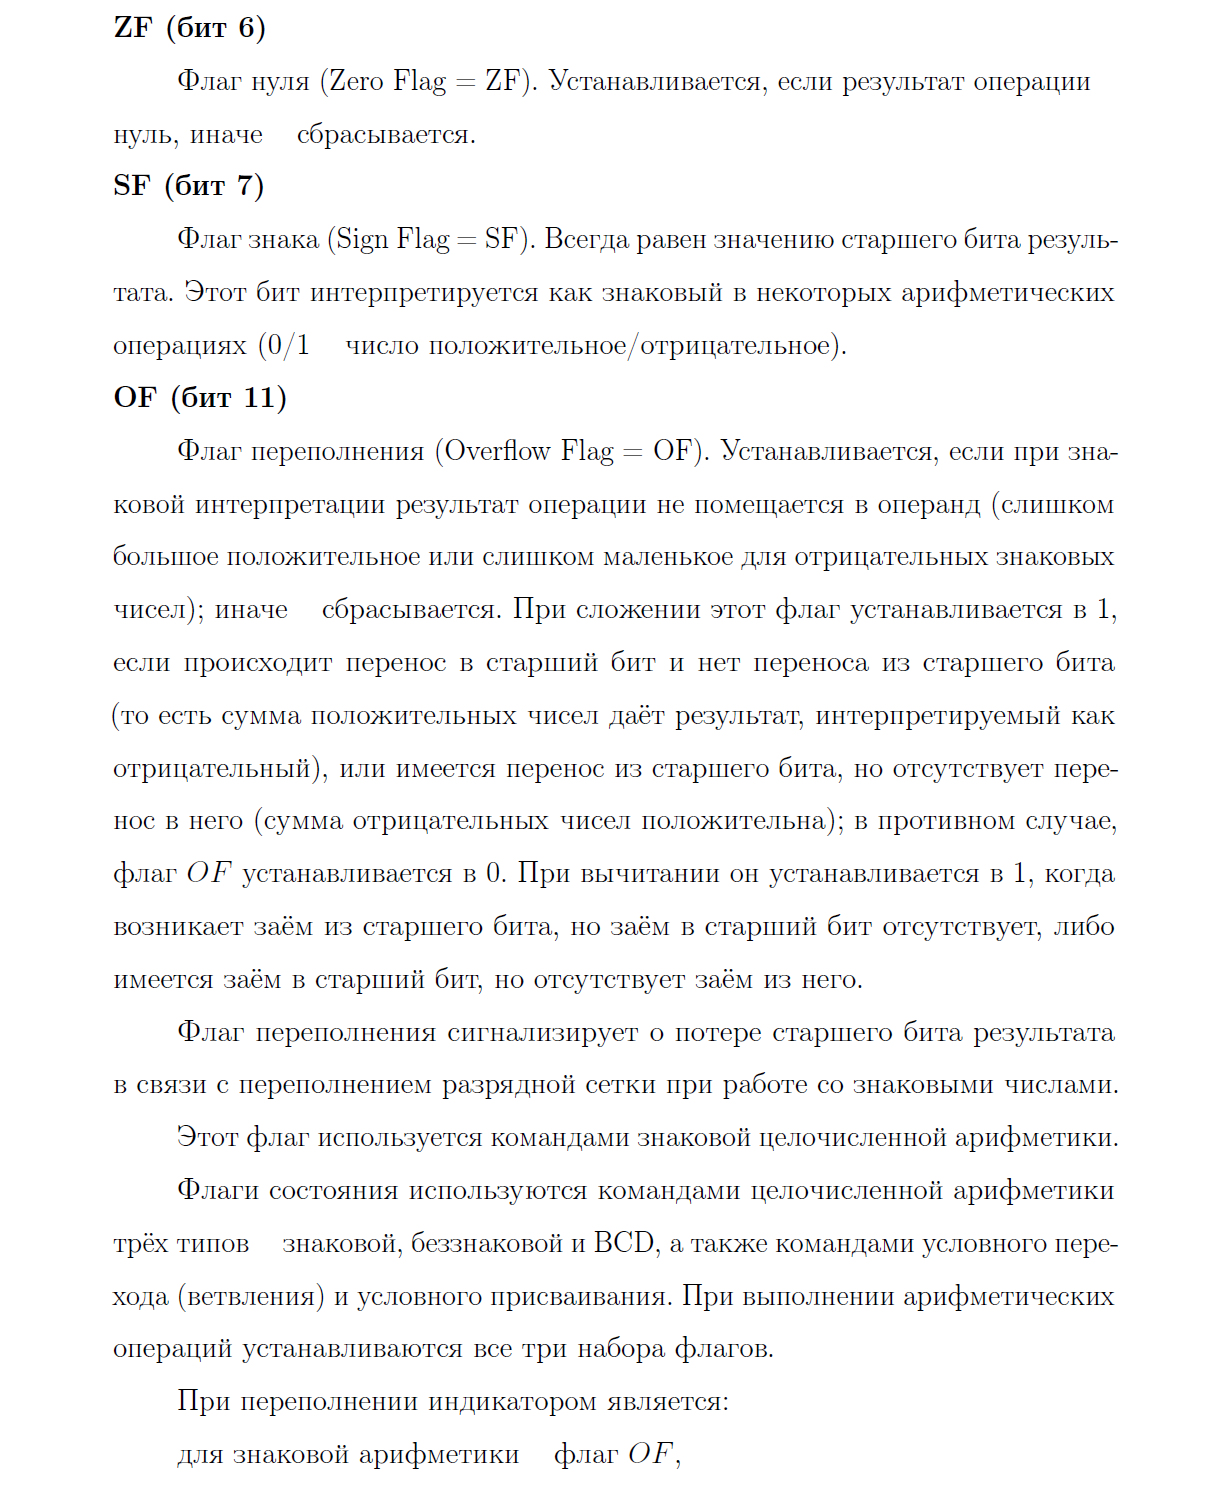 ZF (бит 6)
Флаг нуля (Zero Flag = ZF). Устанавливается, если результат операции
нуль, иначе сбрасывается.
SF (бит 7)
Флаг знака (Sign Flag = SF). Всегда равен значению старшего бита резуль-
тата. Этот бит интерпретируется как знаковый в некоторых арифметических
операциях (0/1 число положительное/отрицательное).
OF (бит 11)
Флаг переполнения (Overflow Flag = OF). Устанавливается, если при зна-
ковой интерпретации результат операции не помещается в операнд (слишком
большое положительное или слишком маленькое для отрицательных знаковых
чисел); иначе сбрасывается. При сложении этот флаг устанавливается в 1,
если происходит перенос в старший бит и нет переноса из старшего бита
(то есть сумма положительных чисел даёт результат, интерпретируемый как
отрицательный), или имеется перенос из старшего бита, но отсутствует пере-
нос в него (сумма отрицательных чисел положительна); в противном случае,
флаг OF устанавливается в 0. При вычитании он устанавливается в 1, когда
возникает заём из старшего бита, но заём в старший бит отсутствует, либо
имеется заём в старший бит, но отсутствует заём из него.
Флаг переполнения сигнализирует о потере старшего бита результата
в связи с переполнением разрядной сетки при работе со знаковыми числами.
Этот флаг используется командами знаковой целочисленной арифметики.
Флаги состояния используются командами целочисленной арифметики
трёх типов знаковой, беззнаковой и BCD, а также командами условного пере-
хода (ветвления) и условного присваивания. При выполнении арифметических
операций устанавливаются все три набора флагов.
При переполнении индикатором является:
для знаковой арифметики флаг OF,